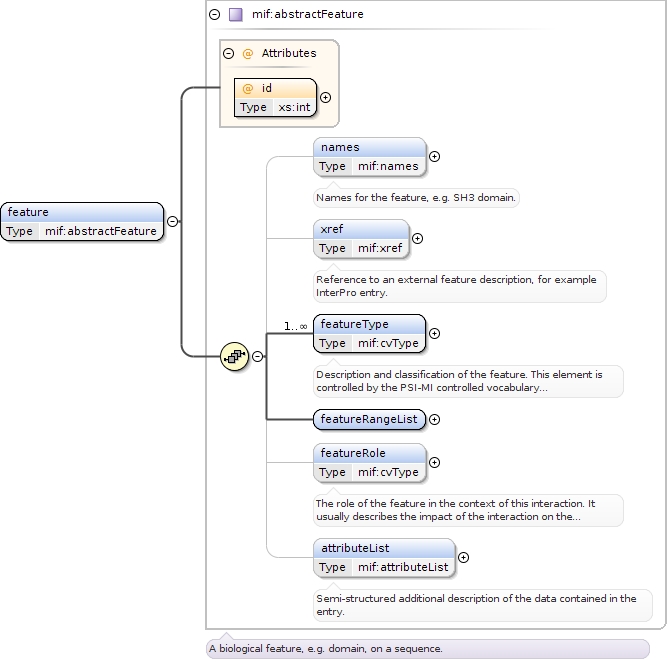 mif:abstractFeature
@ Attributes
@ id
Type xs:int
feature
Type mif:abstractFeature
names
Type mif:names
Names for the feature, e.g. SH3 domain.
xref
Type mif:xref
Reference to an external feature description, for example
InterPro entry.
1..∞
featureType
Type mif:cvType
Description and classification of the feature. This element is
controlled by the PSI-MI controlled vocabulary...
featureRangeList
featureRole
Type mif:cvType
The role of the feature in the context of this interaction. It
usually describes the impact of the interaction on the...
attributeList
Type mif:attributeList
Semi-structured additional description of the data contained in the
entry.
A biological feature, e.g. domain, on a sequence.